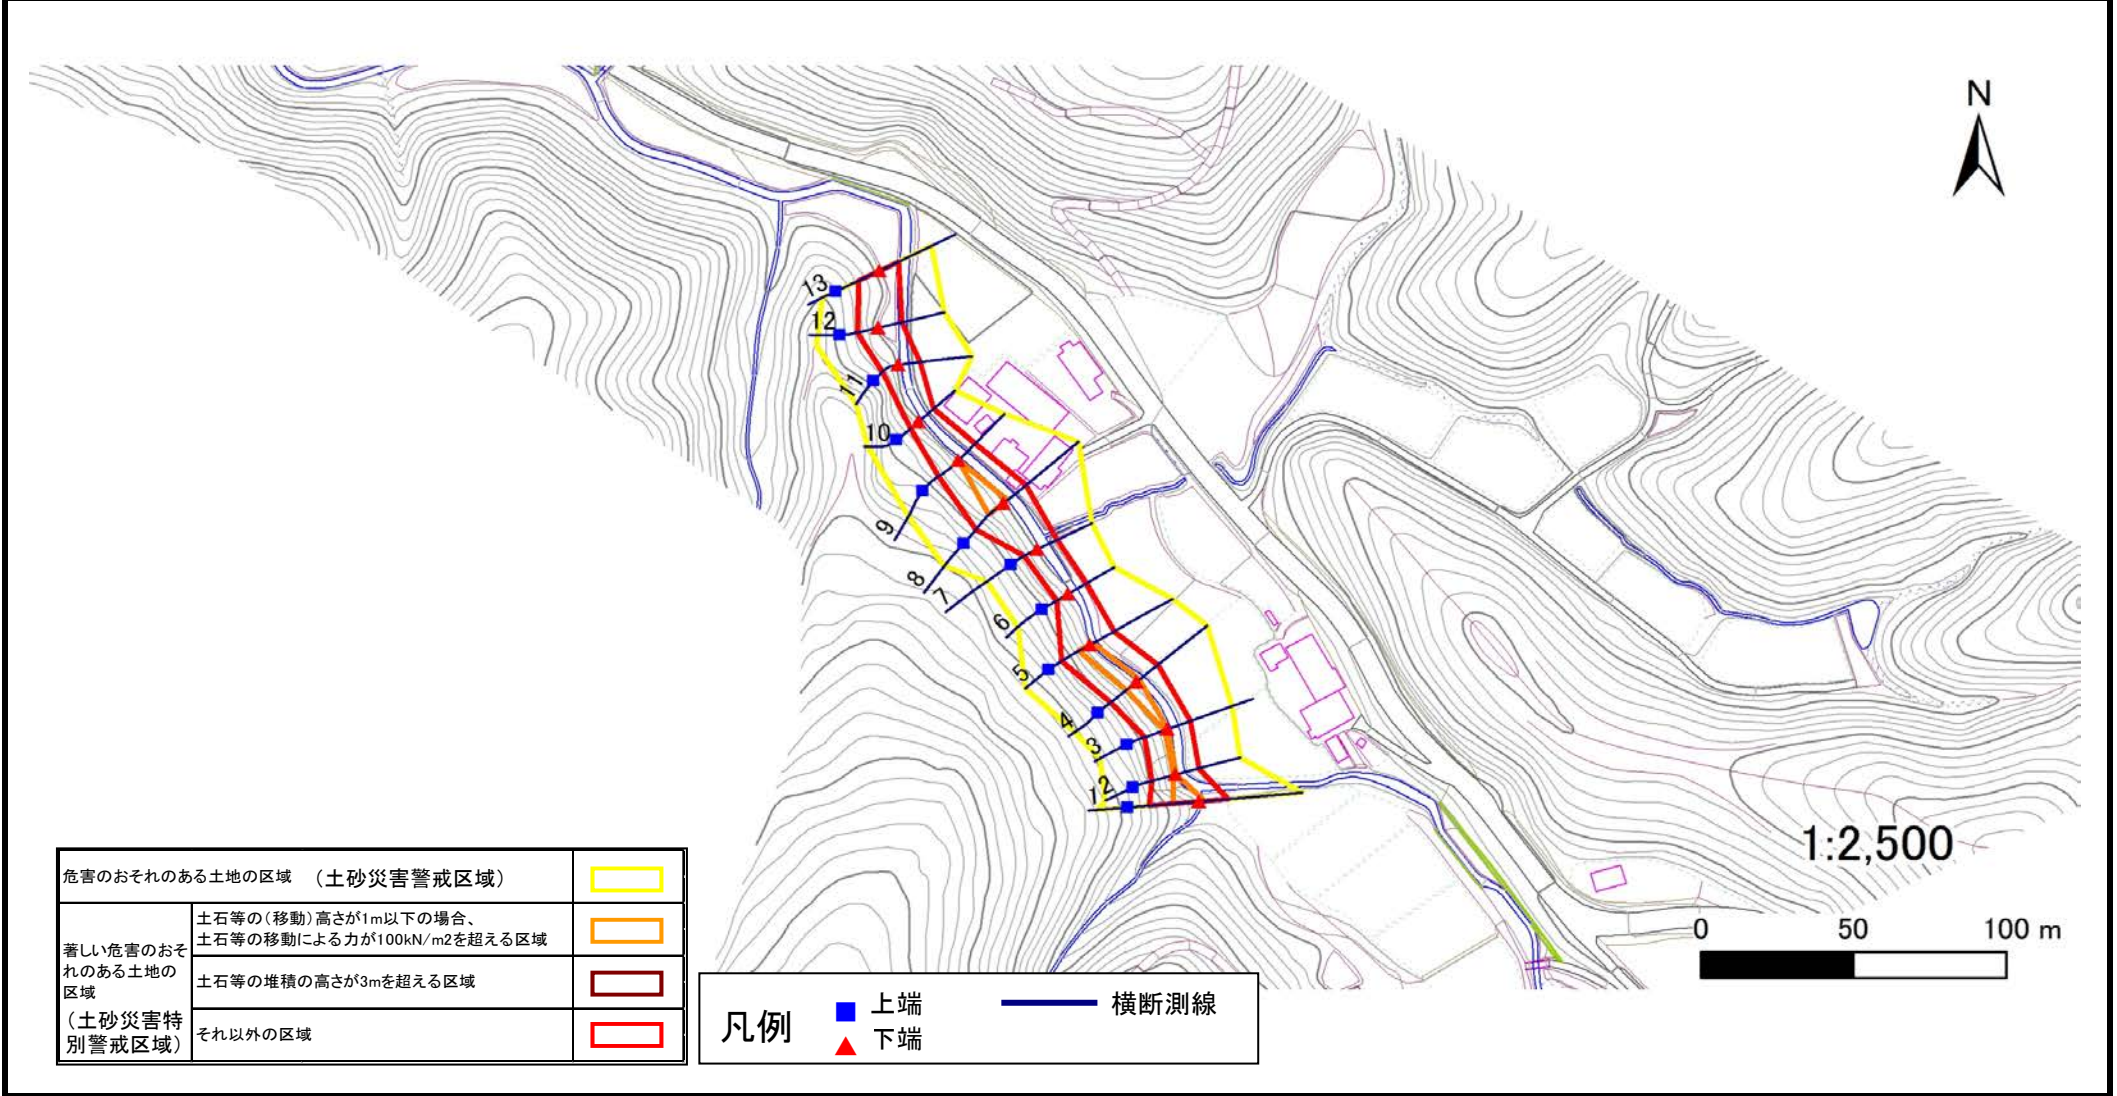 N
13
12
11
10
9
8
7
6
5
4
3
2
1
1:2,500
0 50 100 m
危害のおそれのある土地の区域 （土砂災害警戒区域）
著しい危害のおそれのある土地の区域
（土砂災害特別警戒区域）
土石等の（移動）高さが1m以下の場合、
土石等の移動による力が100kN/m2を超える区域
土石等の堆積の高さが3mを超える区域
それ以外の区域
凡例
上端
下端
横断測線